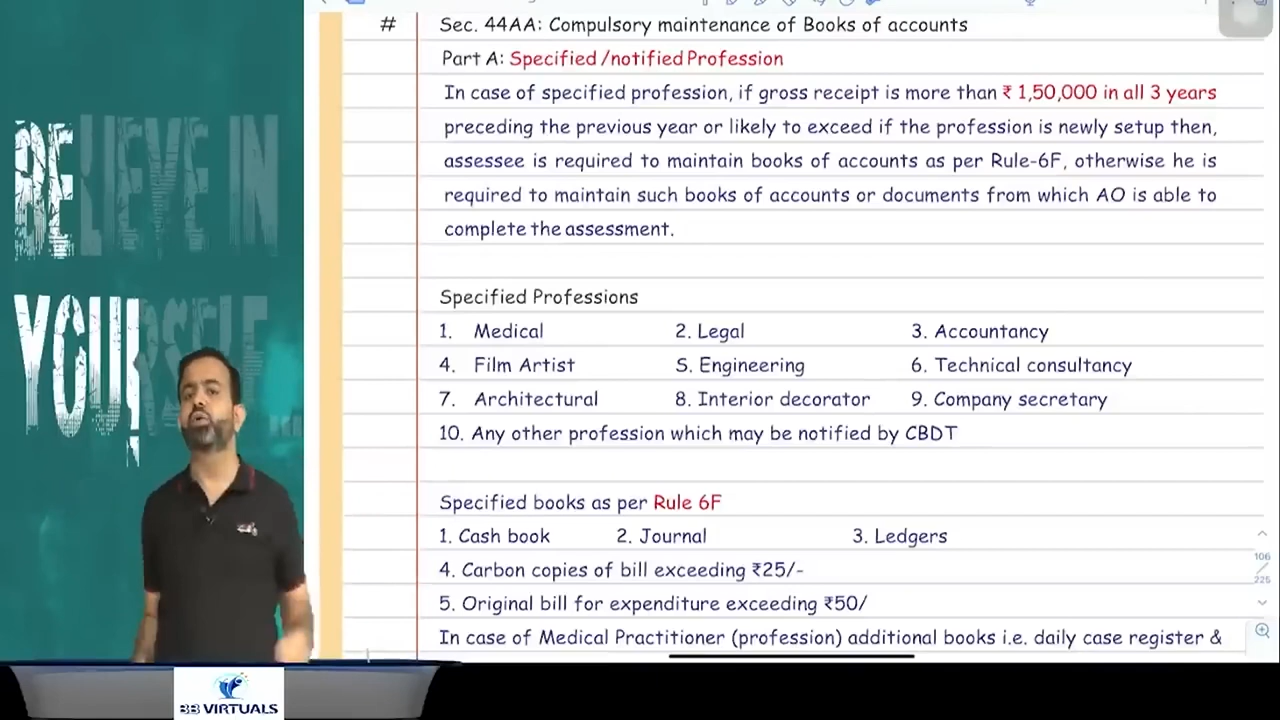 BELIEVE IN
YOURSELF...
# Sec. 44AA: Compulsory maintenance of Books of accounts
Part A: Specified /notified Profession
In case of specified profession, if gross receipt is more than ₹ 1,50,000 in all 3 years
preceding the previous year or likely to exceed if the profession is newly setup then,
assessee is required to maintain books of accounts as per Rule-6F, otherwise he is
required to maintain such books of accounts or documents from which AO is able to
complete the assessment.
Specified Professions
1. Medical 2. Legal 3. Accountancy
4. Film Artist 5. Engineering 6. Technical consultancy
7. Architectural 8. Interior decorator 9. Company secretary
10. Any other profession which may be notified by CBDT
Specified books as per Rule 6F
1. Cash book 2. Journal 3. Ledgers
4. Carbon copies of bill exceeding ₹25/-
5. Original bill for expenditure exceeding ₹50/
In case of Medical Practitioner (profession) additional books i.e. daily case register &
106
225
BB VIRTUALS